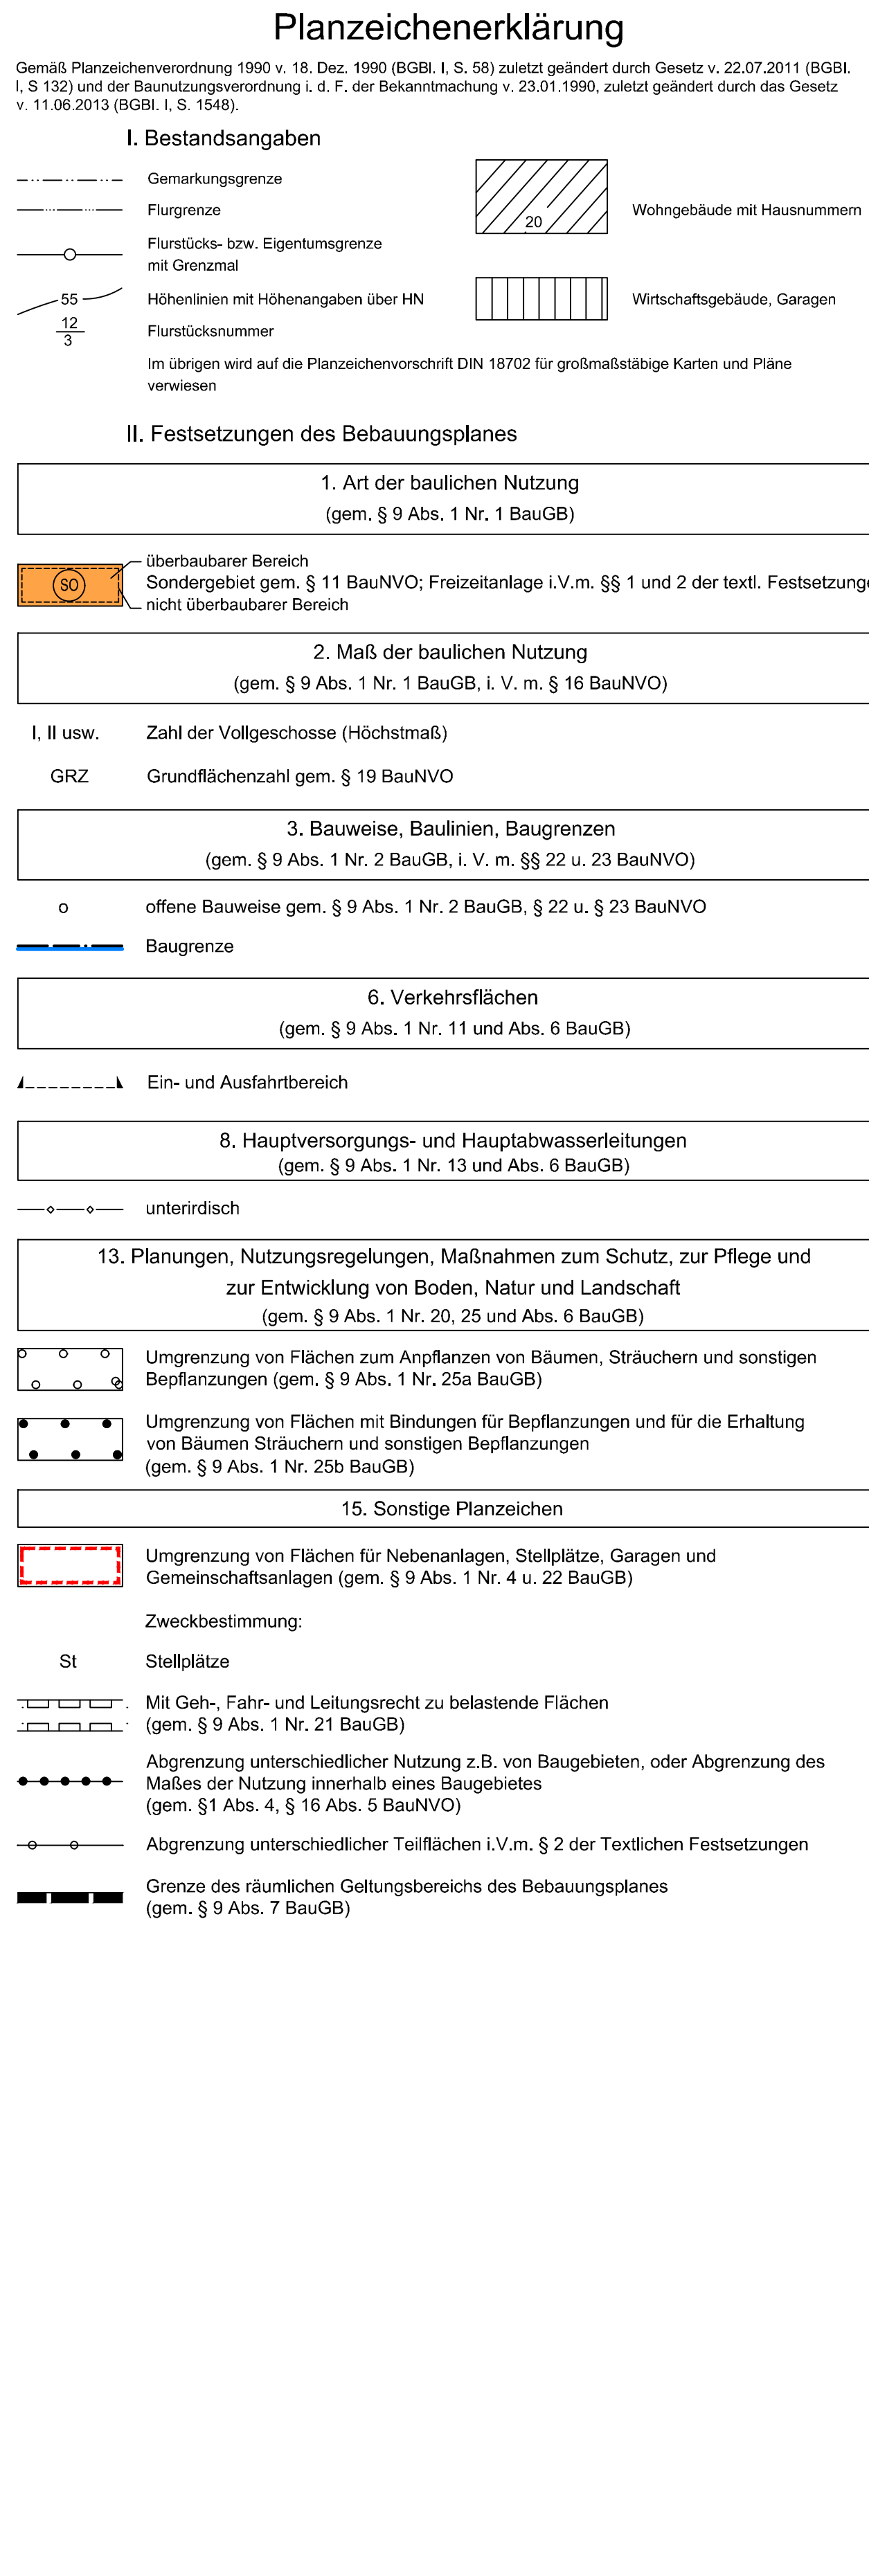 Planzeichenerklärung
Gemäß Planzeichenverordnung 1990 v. 18. Dez. 1990 (BGBl. I, S. 58) zuletzt geändert durch Gesetz v. 22.07.2011 (BGBl.
I, S 132) und der Baunutzungsverordnung i. d. F. der Bekanntmachung v. 23.01.1990, zuletzt geändert durch das Gesetz
v. 11.06.2013 (BGBl. I, S. 1548).
I. Bestandsangaben
Gemarkungsgrenze
Flurgrenze
20
Wohngebäude mit Hausnummern
Flurstücks- bzw. Eigentumsgrenze
mit Grenzmal
55
Höhenlinien mit Höhenangaben über HN
Wirtschaftsgebäude, Garagen
12
3
Flurstücksnummer
Im übrigen wird auf die Planzeichenvorschrift DIN 18702 für großmaßstäbige Karten und Pläne
verwiesen
II. Festsetzungen des Bebauungsplanes
1. Art der baulichen Nutzung
(gem. § 9 Abs. 1 Nr. 1 BauGB)
überbaubarer Bereich
SO
Sondergebiet gem. § 11 BauNVO; Freizeitanlage i.V.m. §§ 1 und 2 der textl. Festsetzunge
nicht überbaubarer Bereich
2. Maß der baulichen Nutzung
(gem. § 9 Abs. 1 Nr. 1 BauGB, i. V. m. § 16 BauNVO)
I, II usw.
Zahl der Vollgeschosse (Höchstmaß)
GRZ
Grundflächenzahl gem. § 19 BauNVO
3. Bauweise, Baulinien, Baugrenzen
(gem. § 9 Abs. 1 Nr. 2 BauGB, i. V. m. §§ 22 u. 23 BauNVO)
o
offene Bauweise gem. § 9 Abs. 1 Nr. 2 BauGB, § 22 u. § 23 BauNVO
Baugrenze
6. Verkehrsflächen
(gem. § 9 Abs. 1 Nr. 11 und Abs. 6 BauGB)
Ein- und Ausfahrtbereich
8. Hauptversorgungs- und Hauptabwasserleitungen
(gem. § 9 Abs. 1 Nr. 13 und Abs. 6 BauGB)
unterirdisch
13. Planungen, Nutzungsregelungen, Maßnahmen zum Schutz, zur Pflege und
zur Entwicklung von Boden, Natur und Landschaft
(gem. § 9 Abs. 1 Nr. 20, 25 und Abs. 6 BauGB)
Umgrenzung von Flächen zum Anpflanzen von Bäumen, Sträuchern und sonstigen
Bepflanzungen (gem. § 9 Abs. 1 Nr. 25a BauGB)
Umgrenzung von Flächen mit Bindungen für Bepflanzungen und für die Erhaltung
von Bäumen Sträuchern und sonstigen Bepflanzungen
(gem. § 9 Abs. 1 Nr. 25b BauGB)
15. Sonstige Planzeichen
Umgrenzung von Flächen für Nebenanlagen, Stellplätze, Garagen und
Gemeinschaftsanlagen (gem. § 9 Abs. 1 Nr. 4 u. 22 BauGB)
Zweckbestimmung:
St
Stellplätze
Mit Geh-, Fahr- und Leitungsrecht zu belastende Flächen
(gem. § 9 Abs. 1 Nr. 21 BauGB)
Abgrenzung unterschiedlicher Nutzung z.B. von Baugebieten, oder Abgrenzung des
Maßes der Nutzung innerhalb eines Baugebietes
(gem. §1 Abs. 4, § 16 Abs. 5 BauNVO)
Abgrenzung unterschiedlicher Teilflächen i.V.m. § 2 der Textlichen Festsetzungen
Grenze des räumlichen Geltungsbereichs des Bebauungsplanes
(gem. § 9 Abs. 7 BauGB)